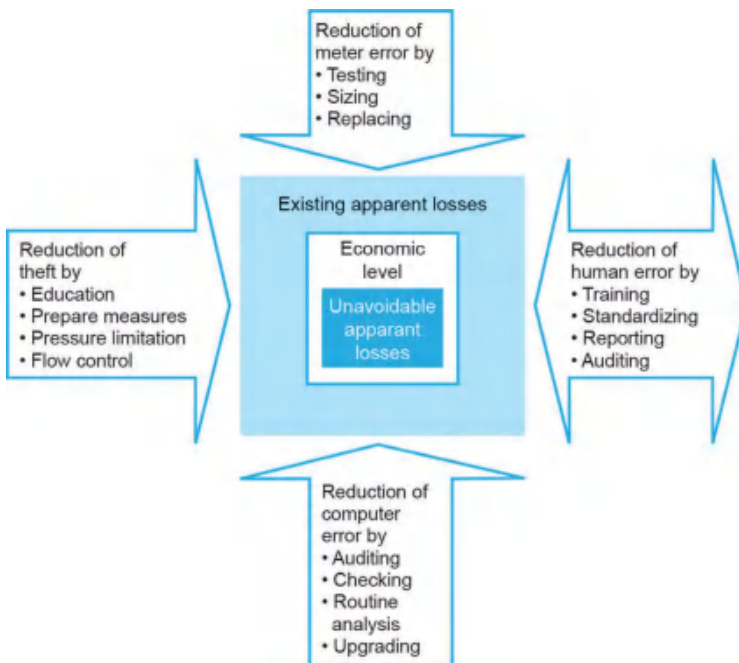 Reduction of
meter error by
• Testing
• Sizing
• Replacing
Existing apparent losses
Economic
level
Unavoidable
apparant
losses
Reduction of
theft by
• Education
• Prepare measures
• Pressure limitation
• Flow control
Reduction of
human error by
• Training
• Standardizing
• Reporting
• Auditing
Reduction of
computer
error by
• Auditing
• Checking
• Routine
analysis
• Upgrading